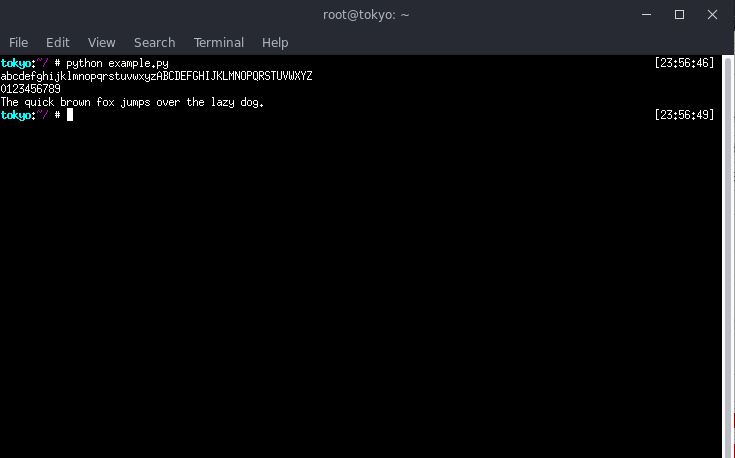 root@tokyo: ~
File Edit View Search Terminal Help
tokyo:~/ # python example.py [23:56:46]
abcdefghijklmnopqrstuvwxyzABCDEFGHIJKLMNOPQRSTUVWXYZ
0123456789
The quick brown fox jumps over the lazy dog.
tokyo:~/ # [23:56:49]